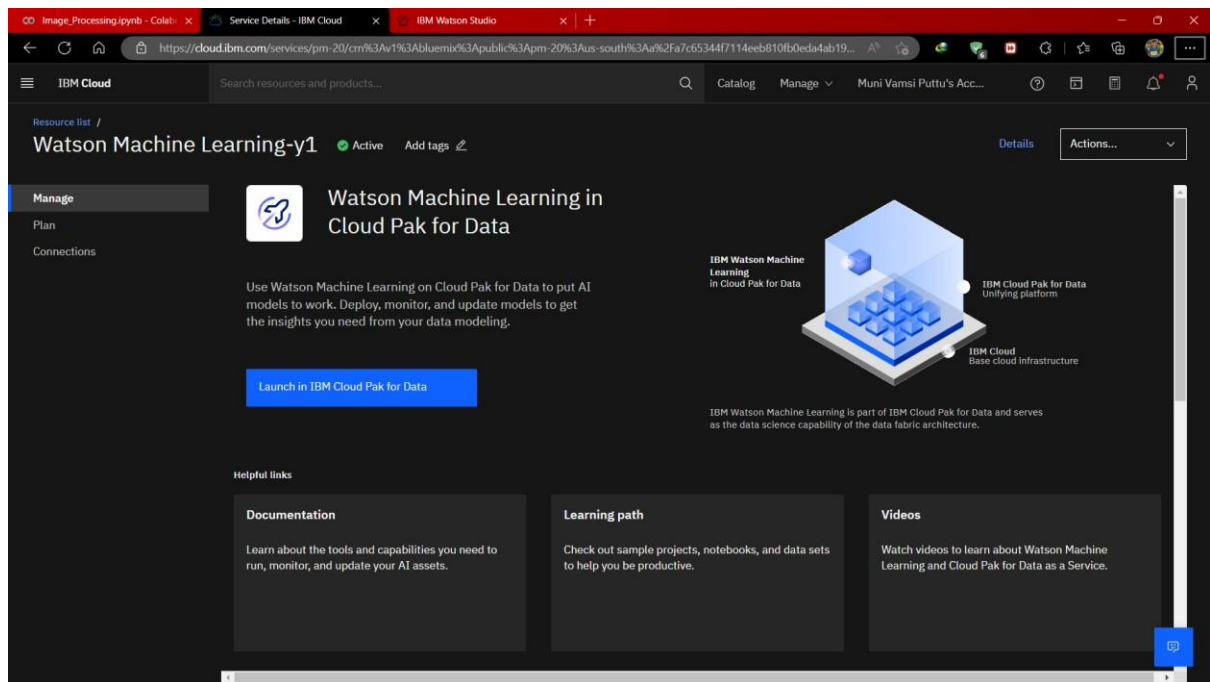 Image_Processing.ipynb - Colab
Service Details - IBM Cloud
IBM Watson Studio
https://cloud.ibm.com/services/pm-20/crn%3Av1%3Abluemix%3Apublic%3Apm-20%3Aus-south%3Aa%2Fa7c65344f7114eeb810fb0eda4ab19...
IBM Cloud
Search resources and products...
Catalog
Manage
Muni Vamsi Puttu's Acc...
Resource list /
Watson Machine Learning-y1
Active
Add tags
Details
Actions...
Manage
Plan
Connections
Watson Machine Learning in
Cloud Pak for Data
Use Watson Machine Learning on Cloud Pak for Data to put AI
models to work. Deploy, monitor, and update models to get
the insights you need from your data modeling.
Launch in IBM Cloud Pak for Data
IBM Watson Machine
Learning
in Cloud Pak for Data
IBM Cloud Pak for Data
Unifying platform
IBM Cloud
Base cloud infrastructure
IBM Watson Machine Learning is part of IBM Cloud Pak for Data and serves
as the data science capability of the data fabric architecture.
Helpful links
Documentation
Learn about the tools and capabilities you need to
run, monitor, and update your AI assets.
Learning path
Check out sample projects, notebooks, and data sets
to help you be productive.
Videos
Watch videos to learn about Watson Machine
Learning and Cloud Pak for Data as a Service.